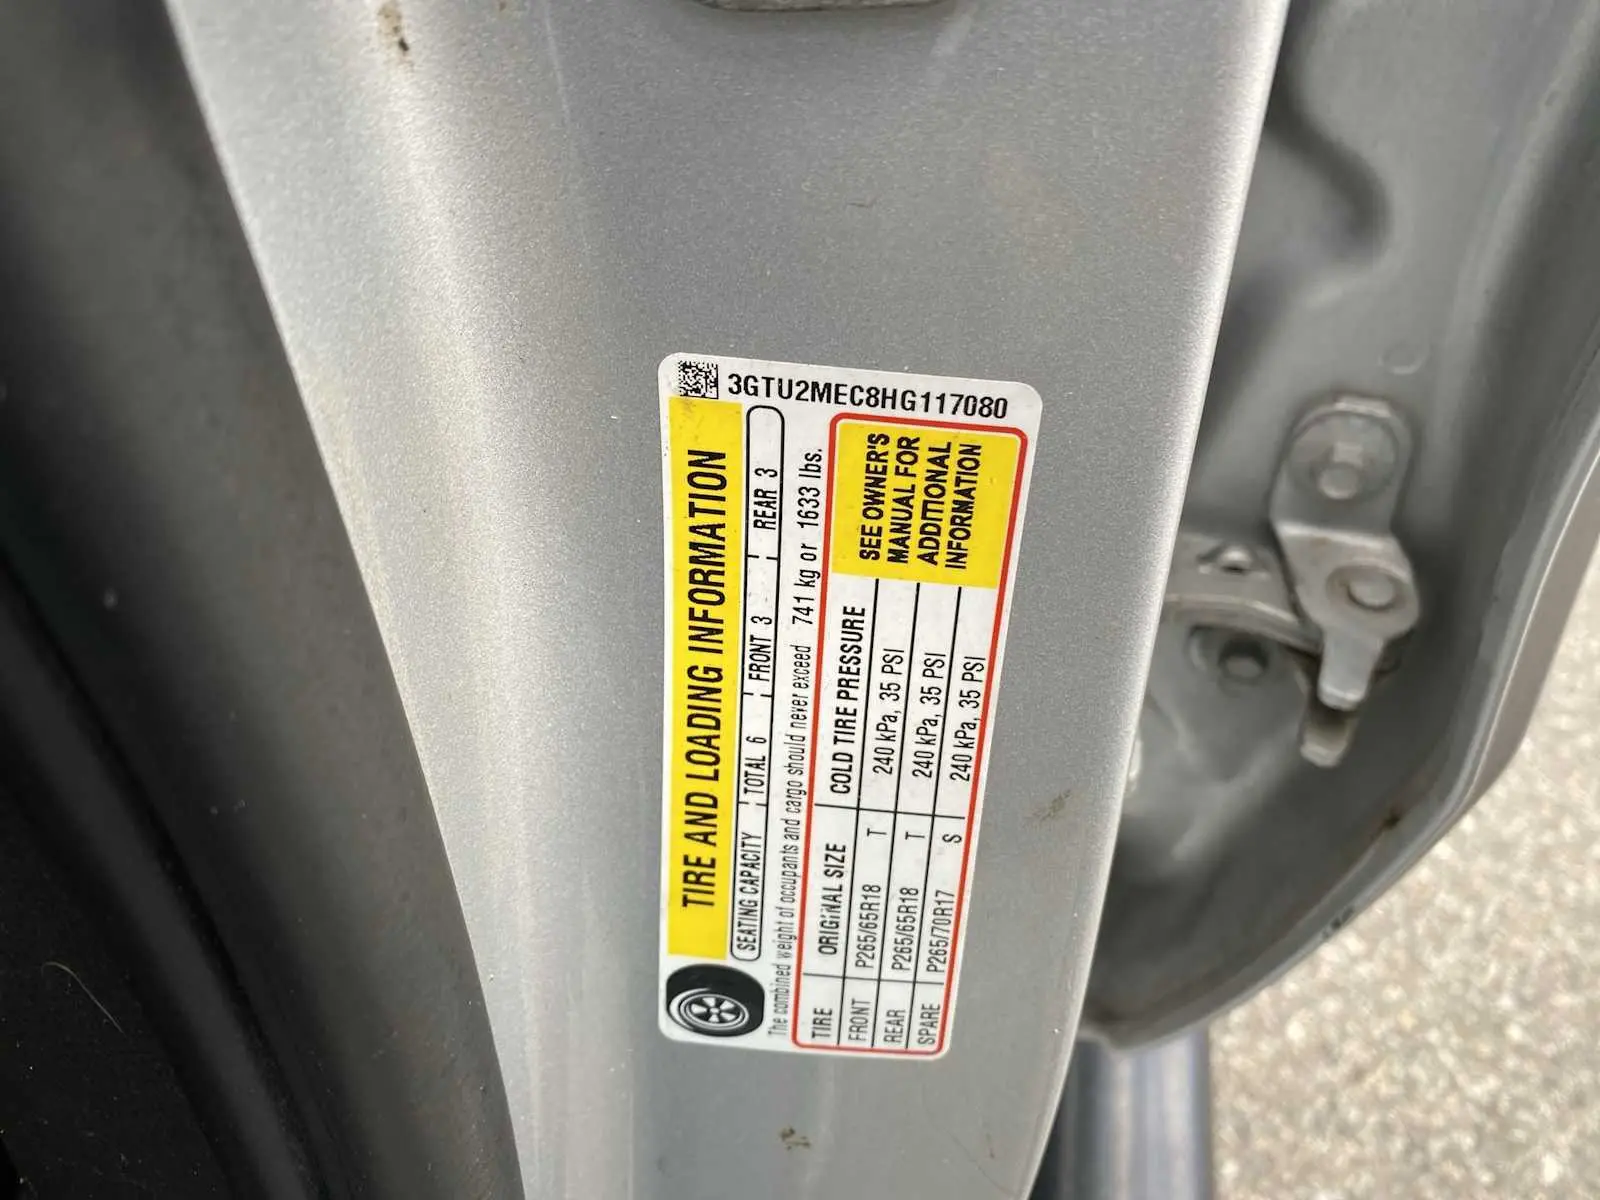 3GTU2MEC8HG117080
TIRE AND LOADING INFORMATION
SEATING CAPACITY TOTAL 6 FRONT 3 REAR 3
The combined weight of occupants and cargo should never exceed 741 kg or 1633 lbs.
TIRE ORIGINAL SIZE COLD TIRE PRESSURE
FRONT P265/65R18 T 240 kPa, 35 PSI
REAR P265/65R18 T 240 kPa, 35 PSI
SPARE P265/70R17 S 240 kPa, 35 PSI
SEE OWNER'S
MANUAL FOR
ADDITIONAL
INFORMATION